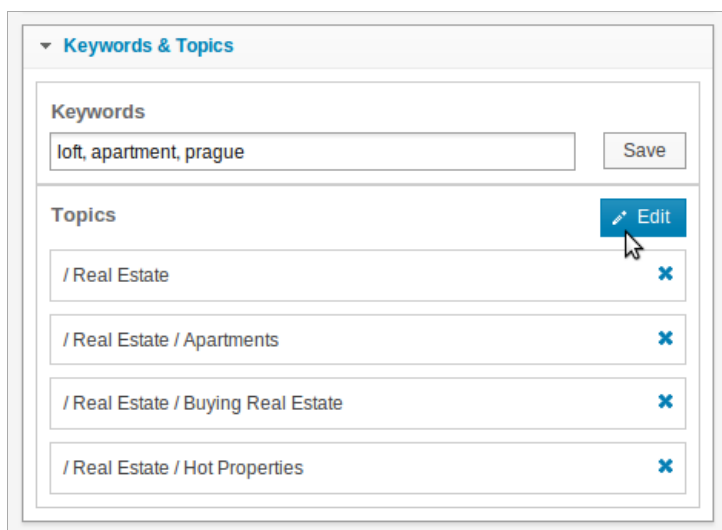 Keywords & Topics
Keywords
loft, apartment, prague
Save
Topics
Edit
/ Real Estate
/ Real Estate / Apartments
/ Real Estate / Buying Real Estate
/ Real Estate / Hot Properties